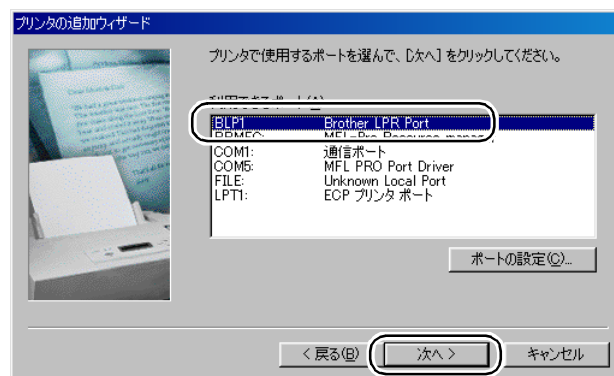 プリンタの追加ウィザード
プリンタで使用するポートを選んで、[次へ] をクリックしてください。
BLP1 Brother LPR Port
COM1: 通信ポート
COM5: MFL PRO Port Driver
FILE: Unknown Local Port
LPT1: ECP プリンタ ポート
ポートの設定(C)...
< 戻る(B)
次へ >
キャンセル